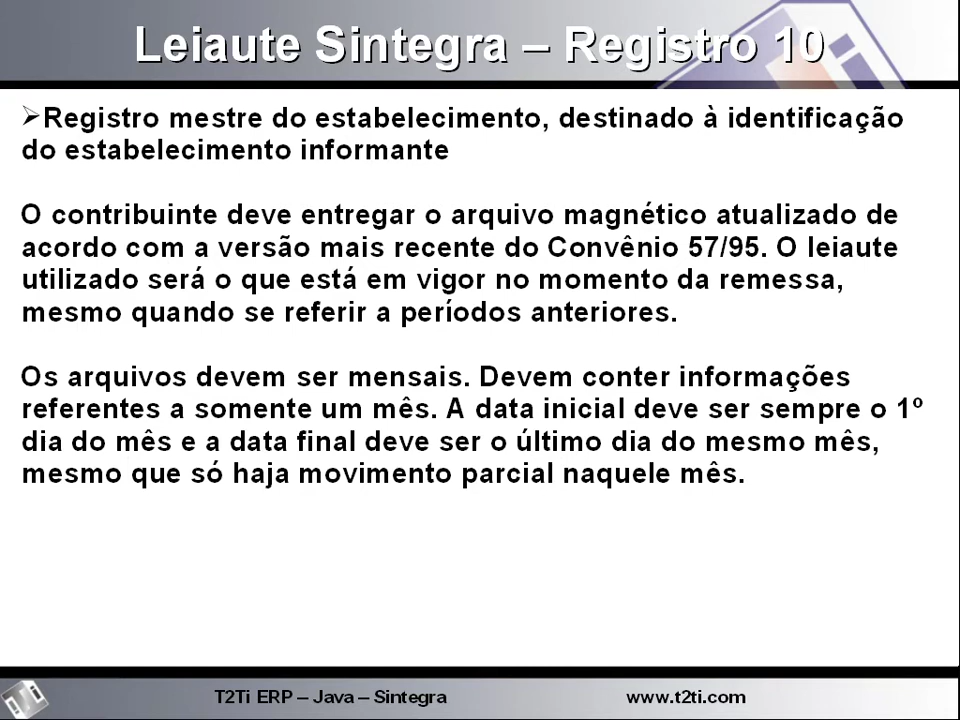 Leiaute Sintegra – Registro 10
➢Registro mestre do estabelecimento, destinado à identificação
do estabelecimento informante
O contribuinte deve entregar o arquivo magnético atualizado de
acordo com a versão mais recente do Convênio 57/95. O leiaute
utilizado será o que está em vigor no momento da remessa,
mesmo quando se referir a períodos anteriores.
Os arquivos devem ser mensais. Devem conter informações
referentes a somente um mês. A data inicial deve ser sempre o 1º
dia do mês e a data final deve ser o último dia do mesmo mês,
mesmo que só haja movimento parcial naquele mês.
T2Ti ERP – Java – Sintegra www.t2ti.com